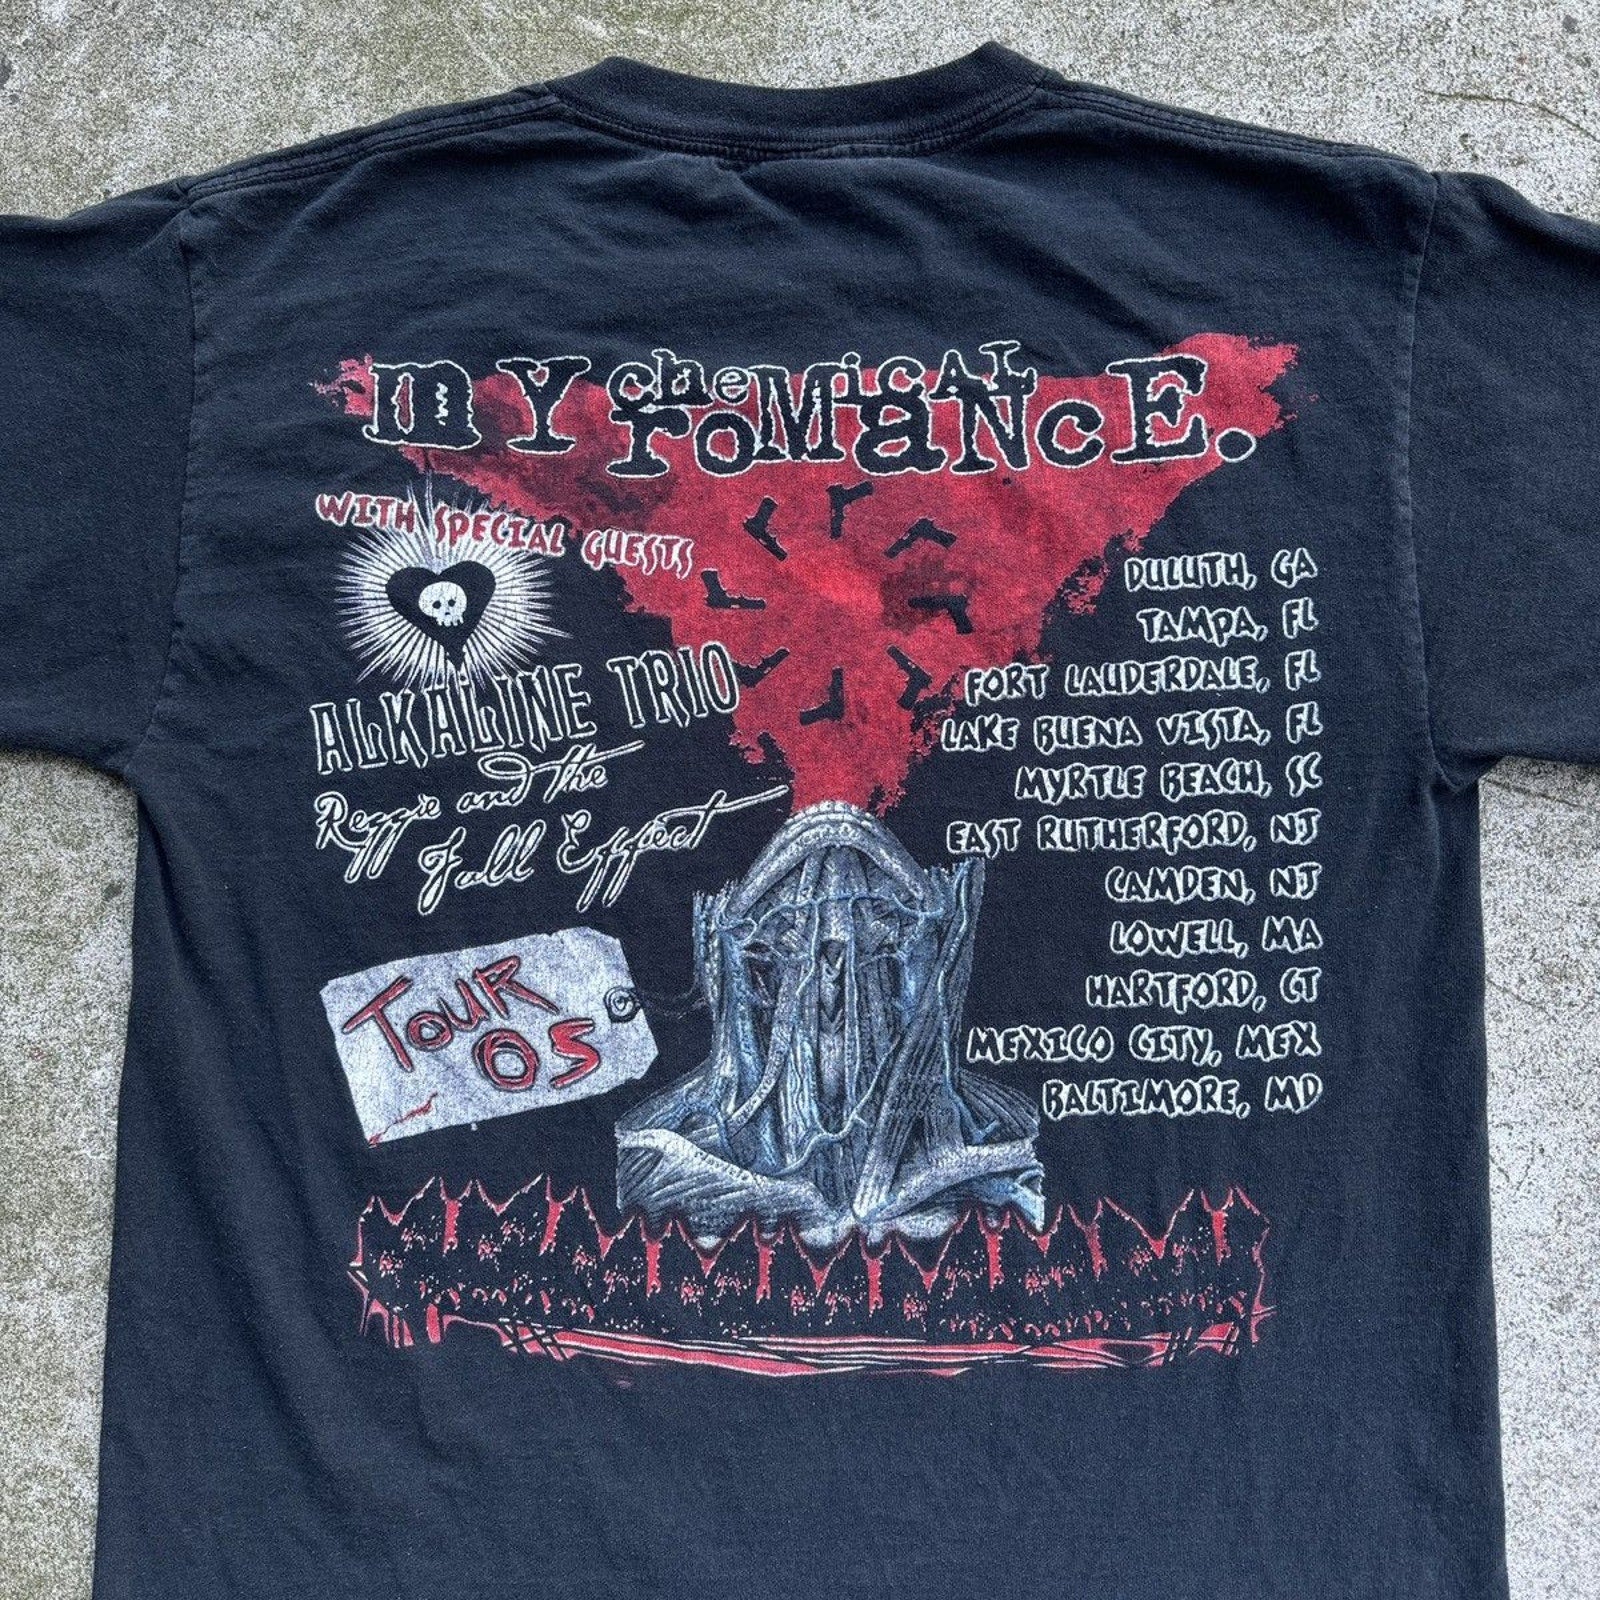 MY chemical romance.
WITH SPECIAL GUESTS
ALKALINE TRIO
Reggie and the
Full Effect
TOUR
05
DULUTH, GA
TAMPA, FL
FORT LAUDERDALE, FL
LAKE BUENA VISTA, FL
MYRTLE BEACH, SC
EAST RUTHERFORD, NJ
CAMDEN, NJ
LOWELL, MA
HARTFORD, CT
MEXICO CITY, MEX
BALTIMORE, MD